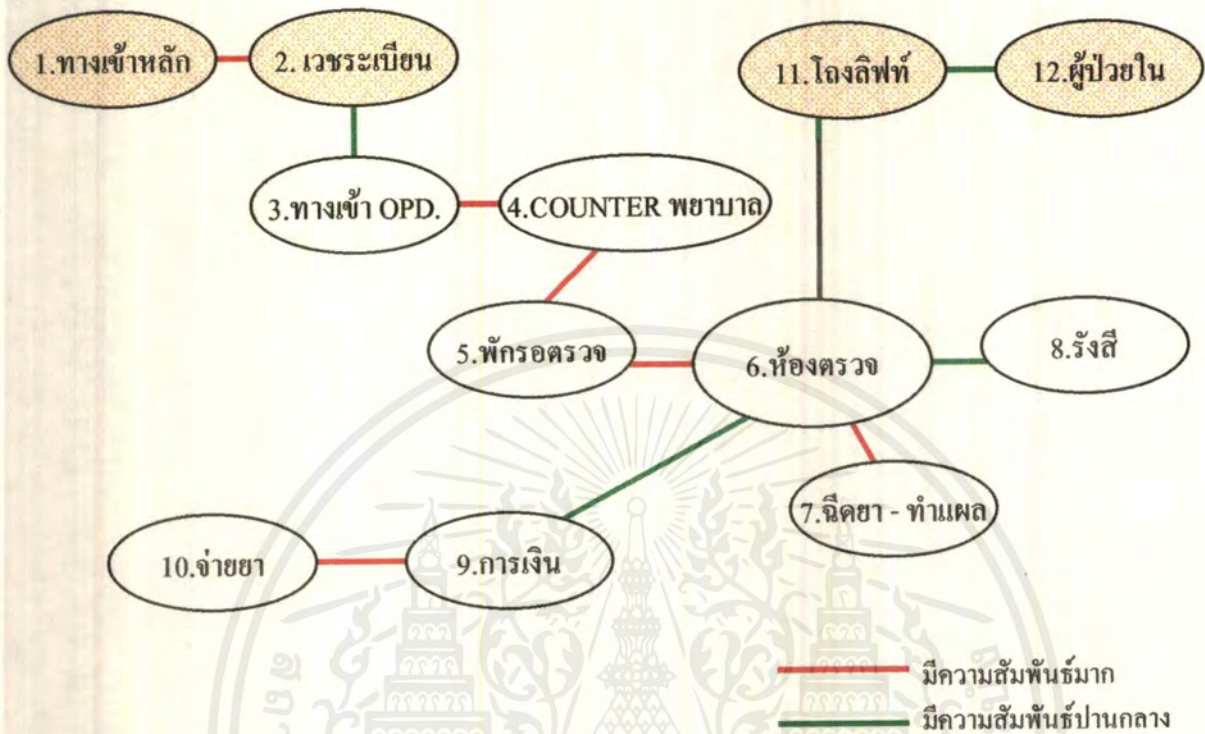 1.ทางเข้าหลัก
2. เวชระเบียน
11.โถงลิฟท์
12.ผู้ป่วยใน
3.ทางเข้า OPD.
4.COUNTER พยาบาล
5.พักรอตรวจ
6.ห้องตรวจ
8.รังสี
7.ฉีดยา - ทำแผล
10.จ่ายยา
9.การเงิน
มีความสัมพันธ์มาก
มีความสัมพันธ์ปานกลาง